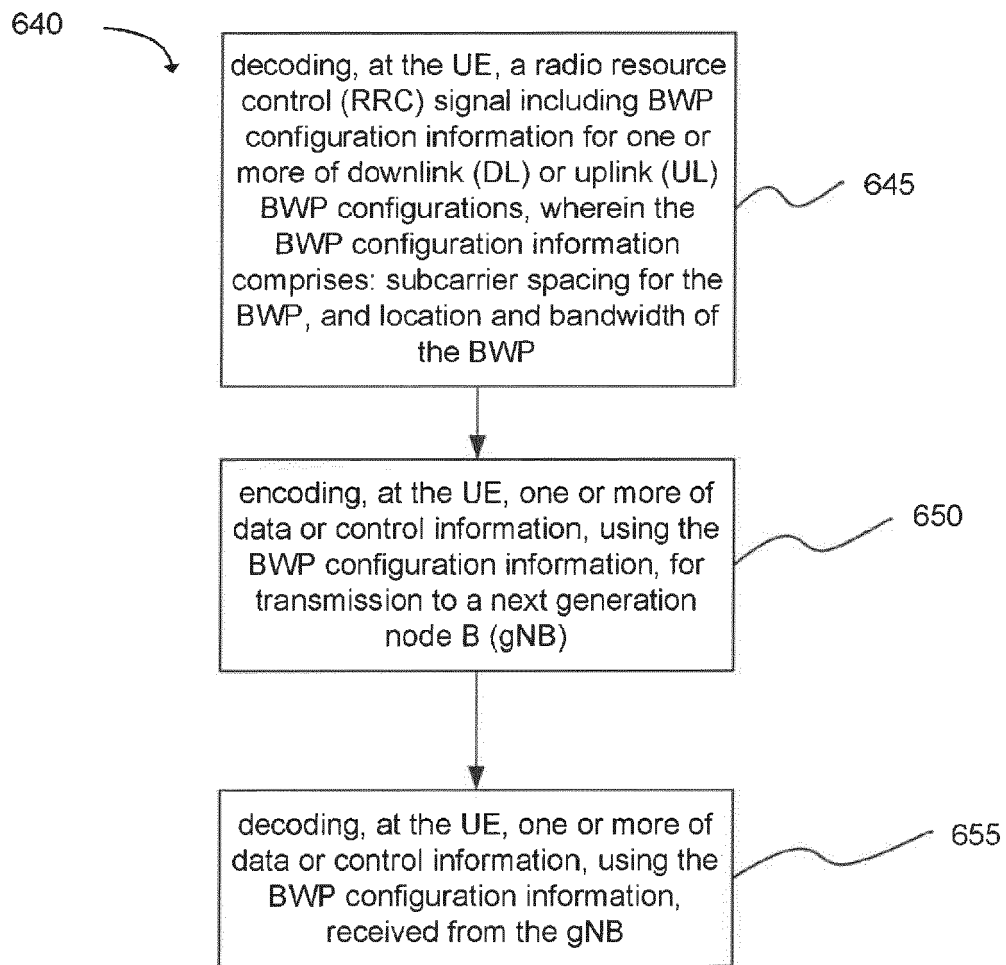 640
decoding, at the UE, a radio resource
control (RRC) signal including BWP
configuration information for one or
more of downlink (DL) or uplink (UL)
BWP configurations, wherein the
BWP configuration information
comprises: subcarrier spacing for the
BWP, and location and bandwidth of
the BWP
645
encoding, at the UE, one or more of
data or control information, using the
BWP configuration information, for
transmission to a next generation
node B (gNB)
650
decoding, at the UE, one or more of
data or control information, using the
BWP configuration information,
received from the gNB
655